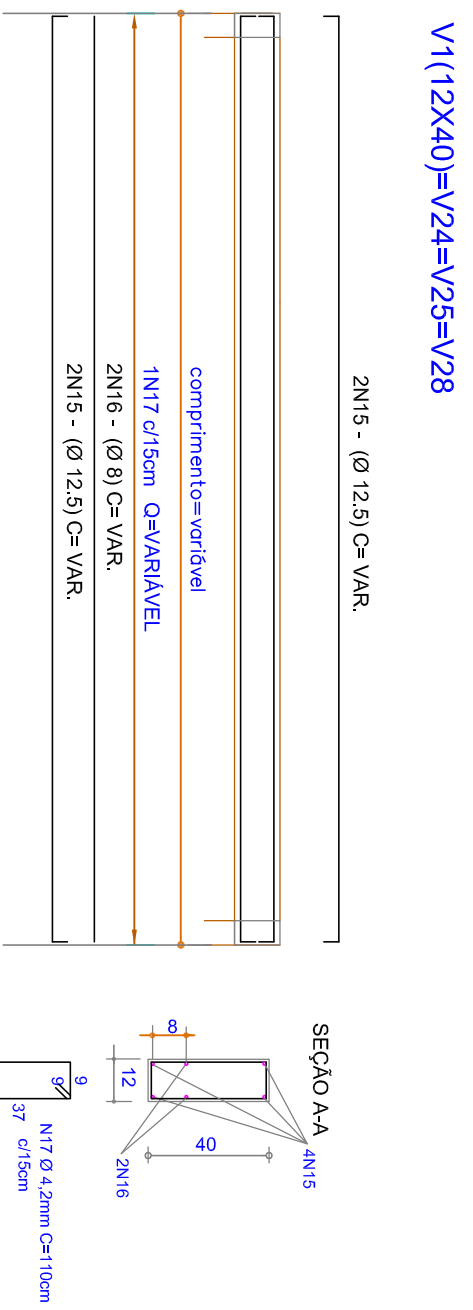 V1(12X40)=V24=V25=V28
2N15 - (Ø 12.5) C= VAR.
comprimento=variável
1N17 c/15cm Q=VARIÁVEL
2N16 - (Ø 8) C= VAR.
2N15 - (Ø 12.5) C= VAR.
SEÇÃO A-A
4N15
40
8
12
2N16
9
9
37
N17 Ø 4,2mm C=110cm
c/15cm